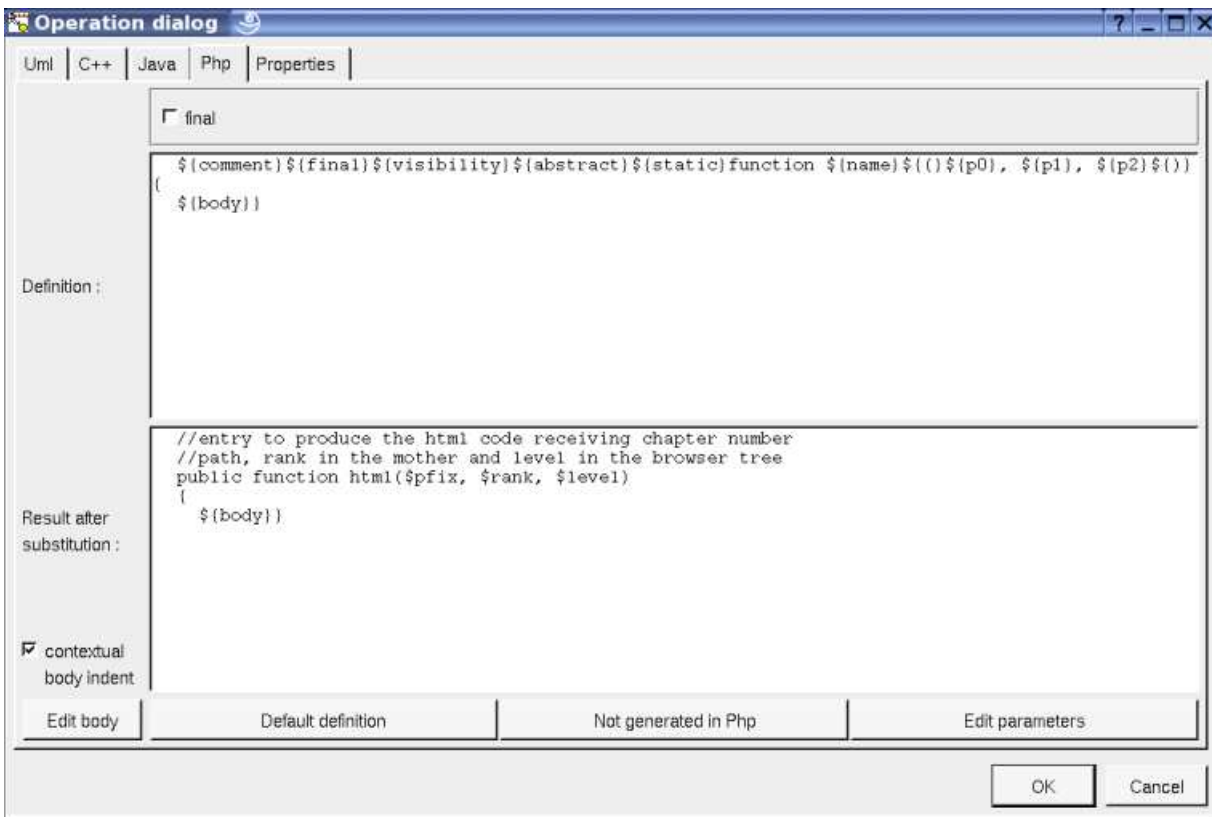 Operation dialog
Uml C++ Java Php Properties
final
Definition :
${comment}${final}${visibility}${abstract}${static}function ${name}${(}${p0}, ${p1}, ${p2}${)}
{
${body}}
Result after
substitution :
//entry to produce the html code receiving chapter number
//path, rank in the mother and level in the browser tree
public function html($pfix, $rank, $level)
{
${body}}
contextual
body indent
Edit body Default definition Not generated in Php Edit parameters
OK Cancel